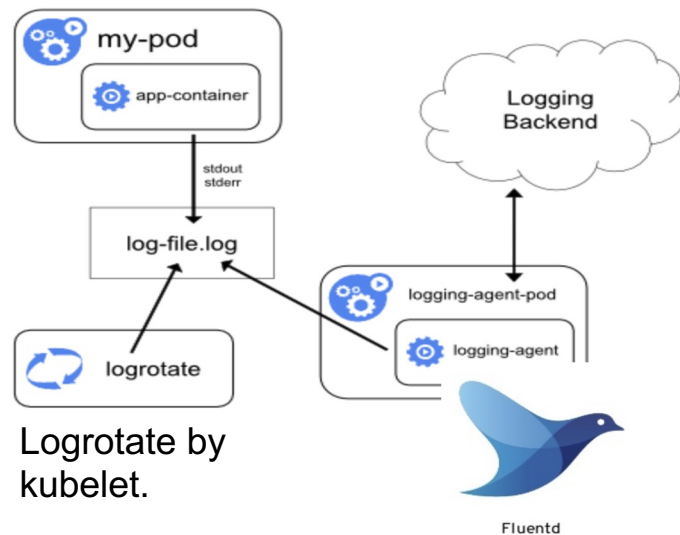 my-pod
app-container
stdout
stderr
log-file.log
logrotate
Logrotate by
kubelet.
Logging
Backend
logging-agent-pod
logging-agent
Fluentd